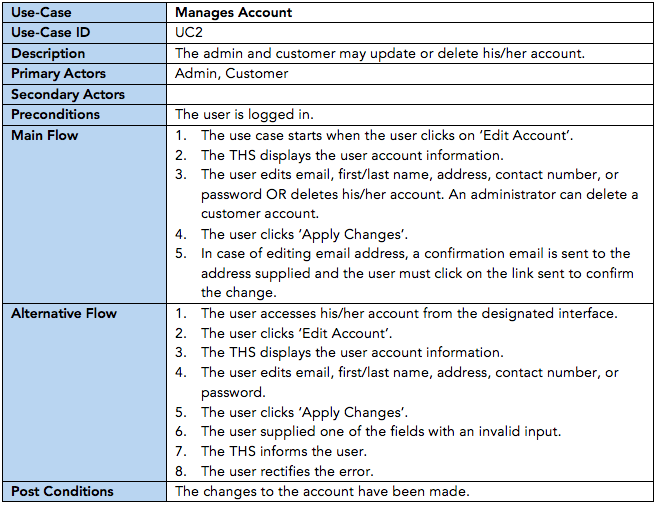 Use-Case Manages Account
Use-Case ID UC2
Description The admin and customer may update or delete his/her account.
Primary Actors Admin, Customer
Secondary Actors
Preconditions The user is logged in.
Main Flow 1. The use case starts when the user clicks on ‘Edit Account’.
2. The THS displays the user account information.
3. The user edits email, first/last name, address, contact number, or
password OR deletes his/her account. An administrator can delete a
customer account.
4. The user clicks ‘Apply Changes’.
5. In case of editing email address, a confirmation email is sent to the
address supplied and the user must click on the link sent to confirm
the change.
Alternative Flow 1. The user accesses his/her account from the designated interface.
2. The user clicks ‘Edit Account’.
3. The THS displays the user account information.
4. The user edits email, first/last name, address, contact number, or
password.
5. The user clicks ‘Apply Changes’.
6. The user supplied one of the fields with an invalid input.
7. The THS informs the user.
8. The user rectifies the error.
Post Conditions The changes to the account have been made.